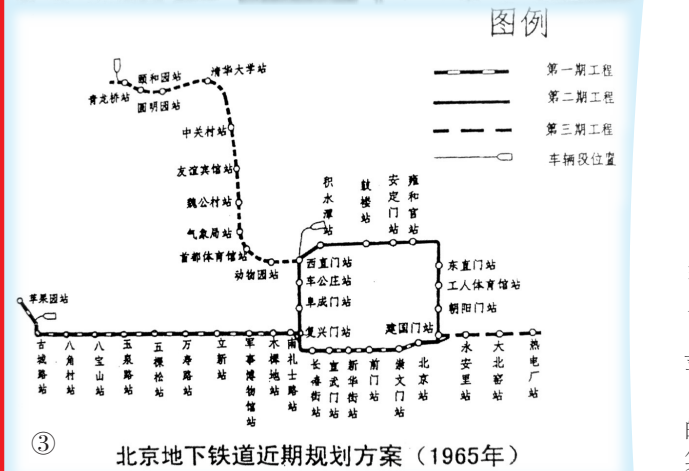 图例
第一期工程
第二期工程
第三期工程
车辆段位置
青龙桥站
颐和园站
圆明园站
清华大学站
中关村站
友谊宾馆站
魏公村站
气象局站
首都体育馆站
动物园站
西直门站
积水潭站
鼓楼站
安定门站
雍和宫站
东直门站
工人体育馆站
朝阳门站
建国门站
车公庄站
阜成门站
复兴门站
苹果园站
古城路站
八角村站
八宝山站
玉泉路站
五棵松站
万寿路站
立新站
军事博物馆站
木樨地站
南礼士路站
长椿街站
宣武门站
新华街站
前门站
崇文门站
北京站
永安里站
大北窑站
热电厂站
③
北京地下铁道近期规划方案（1965年）